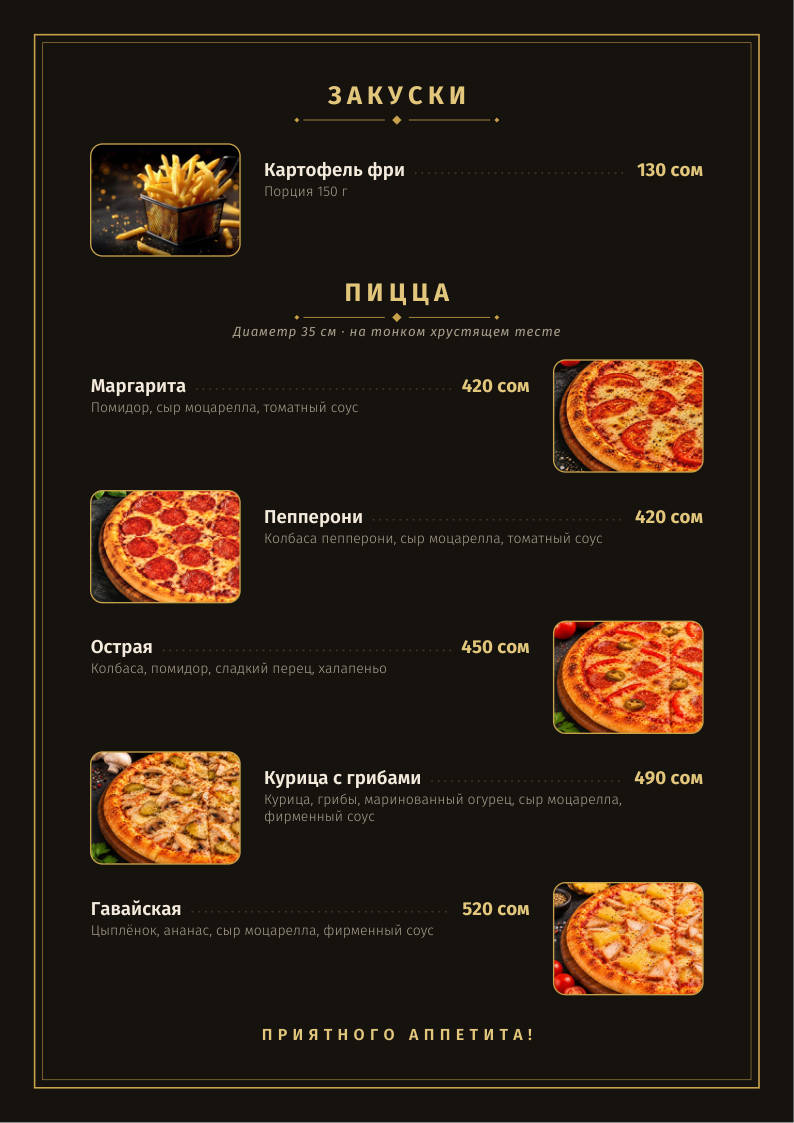 ЗАКУСКИ
Картофель фри 130 сом
Порция 150 г
ПИЦЦА
Диаметр 35 см · на тонком хрустящем тесте
Маргарита 420 сом
Помидор, сыр моцарелла, томатный соус
Пепперони 420 сом
Колбаса пепперони, сыр моцарелла, томатный соус
Острая 450 сом
Колбаса, помидор, сладкий перец, халапеньо
Курица с грибами 490 сом
Курица, грибы, маринованный огурец, сыр моцарелла,
фирменный соус
Гавайская 520 сом
Цыплёнок, ананас, сыр моцарелла, фирменный соус
ПРИЯТНОГО АППЕТИТА!